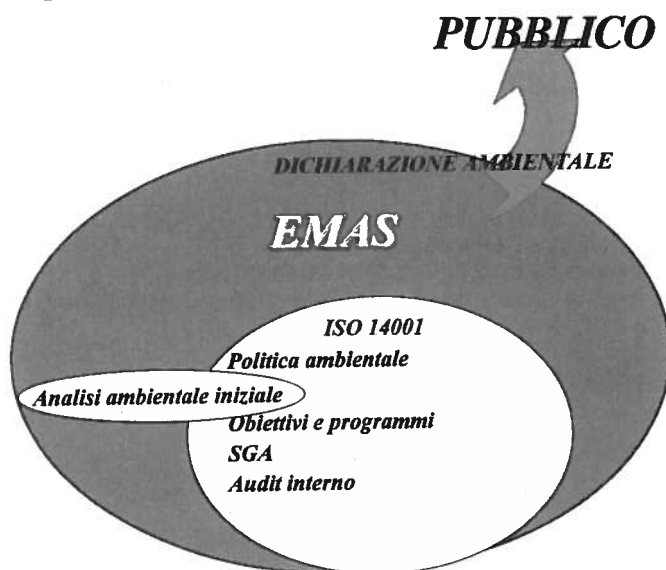 PUBBLICO
DICHIARAZIONE AMBIENTALE
EMAS
ISO 14001
Politica ambientale
Analisi ambientale iniziale
Obiettivi e programmi
SGA
Audit interno